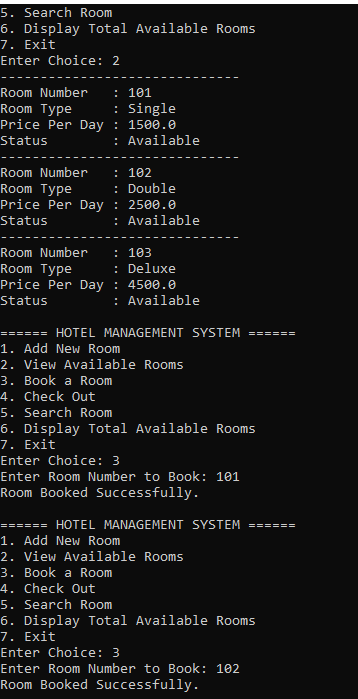 5. Search Room
6. Display Total Available Rooms
7. Exit
Enter Choice: 2
------------------------------
Room Number   : 101
Room Type     : Single
Price Per Day : 1500.0
Status        : Available
------------------------------
Room Number   : 102
Room Type     : Double
Price Per Day : 2500.0
Status        : Available
------------------------------
Room Number   : 103
Room Type     : Deluxe
Price Per Day : 4500.0
Status        : Available

====== HOTEL MANAGEMENT SYSTEM ======
1. Add New Room
2. View Available Rooms
3. Book a Room
4. Check Out
5. Search Room
6. Display Total Available Rooms
7. Exit
Enter Choice: 3
Enter Room Number to Book: 101
Room Booked Successfully.

====== HOTEL MANAGEMENT SYSTEM ======
1. Add New Room
2. View Available Rooms
3. Book a Room
4. Check Out
5. Search Room
6. Display Total Available Rooms
7. Exit
Enter Choice: 3
Enter Room Number to Book: 102
Room Booked Successfully.